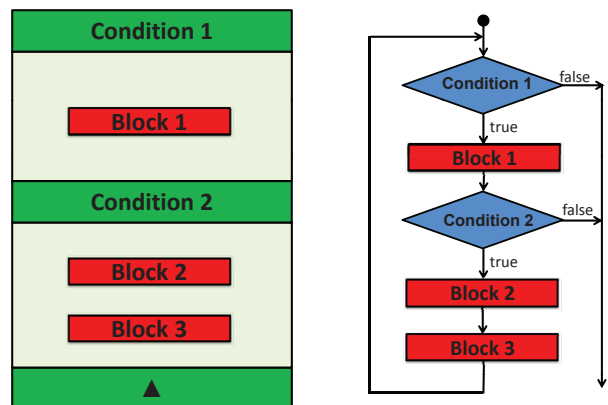 Condition 1
Block 1
Condition 2
Block 2
Block 3
Condition 1
false
true
Block 1
Condition 2
false
true
Block 2
Block 3